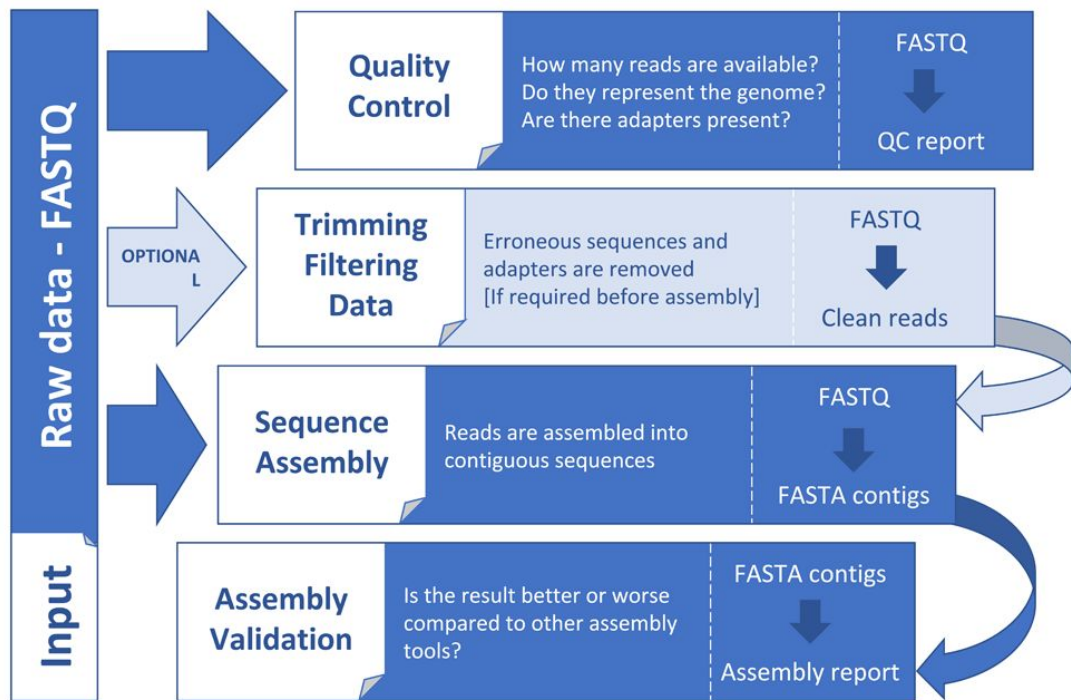 Raw data - FASTQ
Input
Quality
Control
How many reads are available?
Do they represent the genome?
Are there adapters present?
FASTQ
QC report
OPTIONA
L
Trimming
Filtering
Data
Erroneous sequences and
adapters are removed
[If required before assembly]
FASTQ
Clean reads
Sequence
Assembly
Reads are assembled into
contiguous sequences
FASTQ
FASTA contigs
Assembly
Validation
Is the result better or worse
compared to other assembly
tools?
FASTA contigs
Assembly report